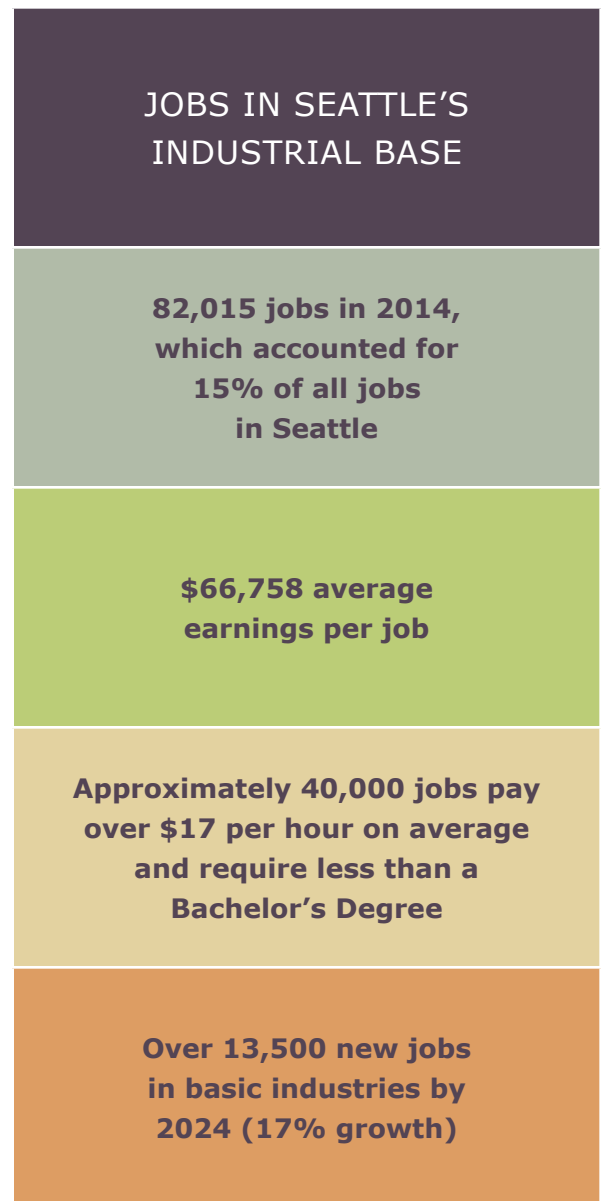 JOBS IN SEATTLE’S
INDUSTRIAL BASE
82,015 jobs in 2014,
which accounted for
15% of all jobs
in Seattle
$66,758 average
earnings per job
Approximately 40,000 jobs pay
over $17 per hour on average
and require less than a
Bachelor’s Degree
Over 13,500 new jobs
in basic industries by
2024 (17% growth)